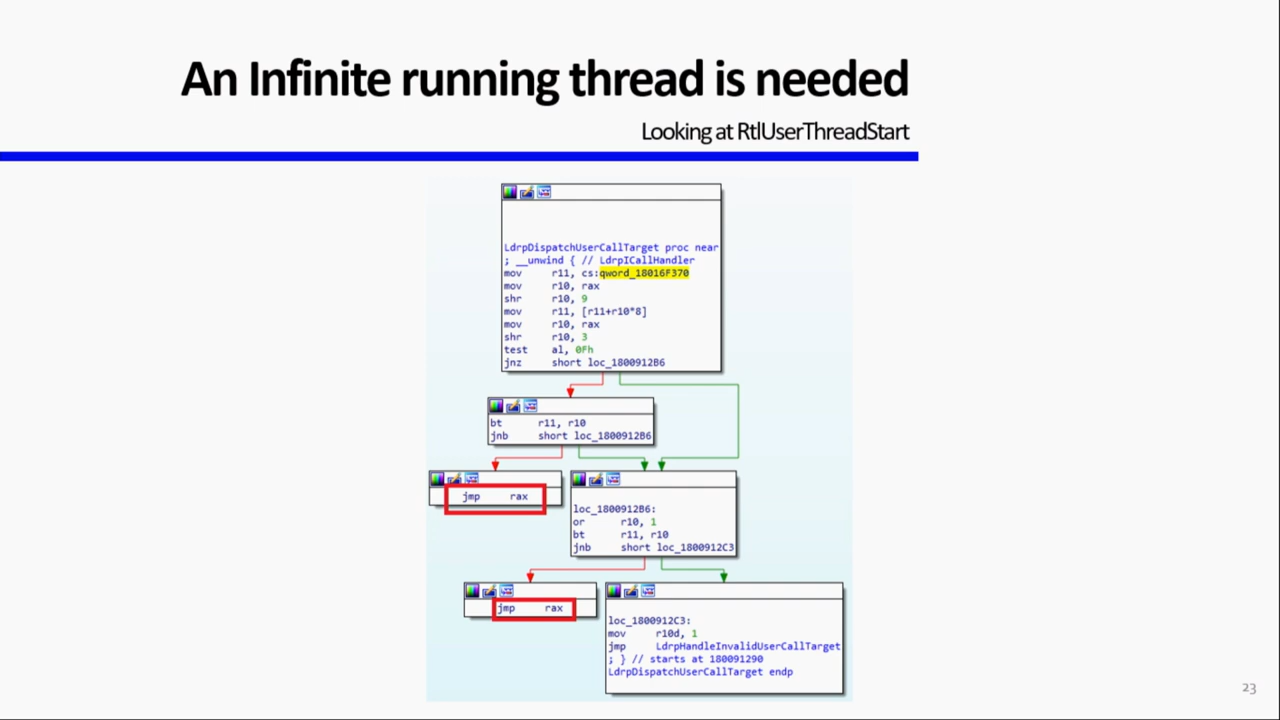 An Infinite running thread is needed
Looking at RtlUserThreadStart
LdrpDispatchUserCallTarget proc near
; __unwind { // LdrpICallHandler
mov r11, cs:qword_18016F370
mov r10, rax
shr r10, 9
mov r11, [r11+r10*8]
mov r10, rax
shr r10, 3
test al, 0Fh
jnz short loc_1800912B6
bt r11, r10
jnb short loc_1800912B6
jmp rax
loc_1800912B6:
or r10, 1
bt r11, r10
jnb short loc_1800912C3
jmp rax
loc_1800912C3:
mov r10d, 1
jmp LdrpHandleInvalidUserCallTarget
; } // starts at 180091290
LdrpDispatchUserCallTarget endp
23